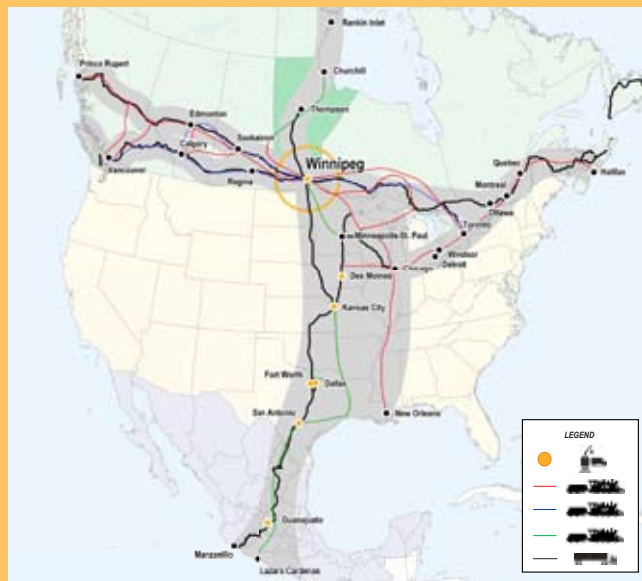 Rankin Inlet
Prince Rupert
Churchill
Thompson
Edmonton
Saskatoon
Calgary
Winnipeg
Vancouver
Regina
Quebec
Montreal
Halifax
Ottawa
Toronto
Minneapolis-St. Paul
Windsor
Detroit
Chicago
Des Moines
Kansas City
Fort Worth
Dallas
San Antonio
New Orleans
LEGEND
Guanajuato
Manzanillo
Lazaro Cardenas